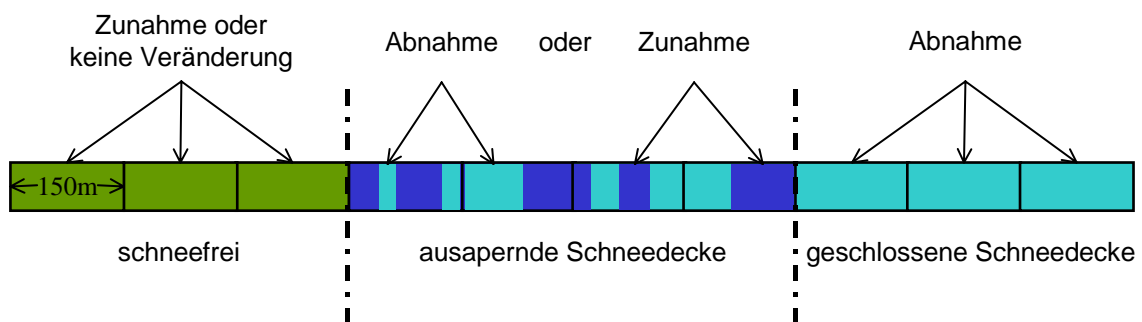 Zunahme oder
keine Veränderung
Abnahme oder Zunahme
Abnahme
150m
schneefrei
ausapernde Schneedecke
geschlossene Schneedecke